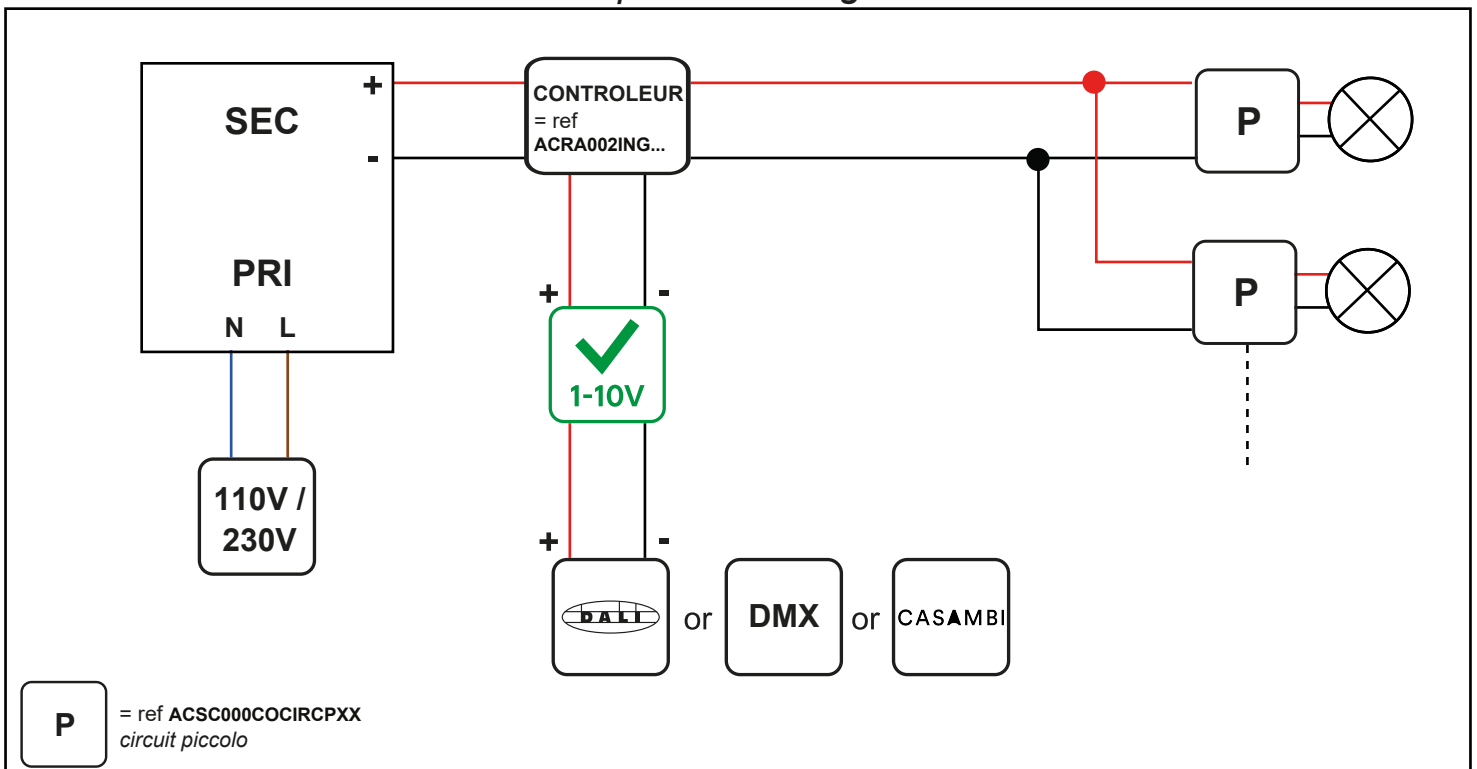 SEC
+
-
PRI
N L
110V /
230V
CONTROLEUR
= ref
ACRA002ING...
+ -
1-10V
+ -
DALI or DMX or CASAMBI
P
P
P
= ref ACSC000COCIRCPXX
circuit piccolo